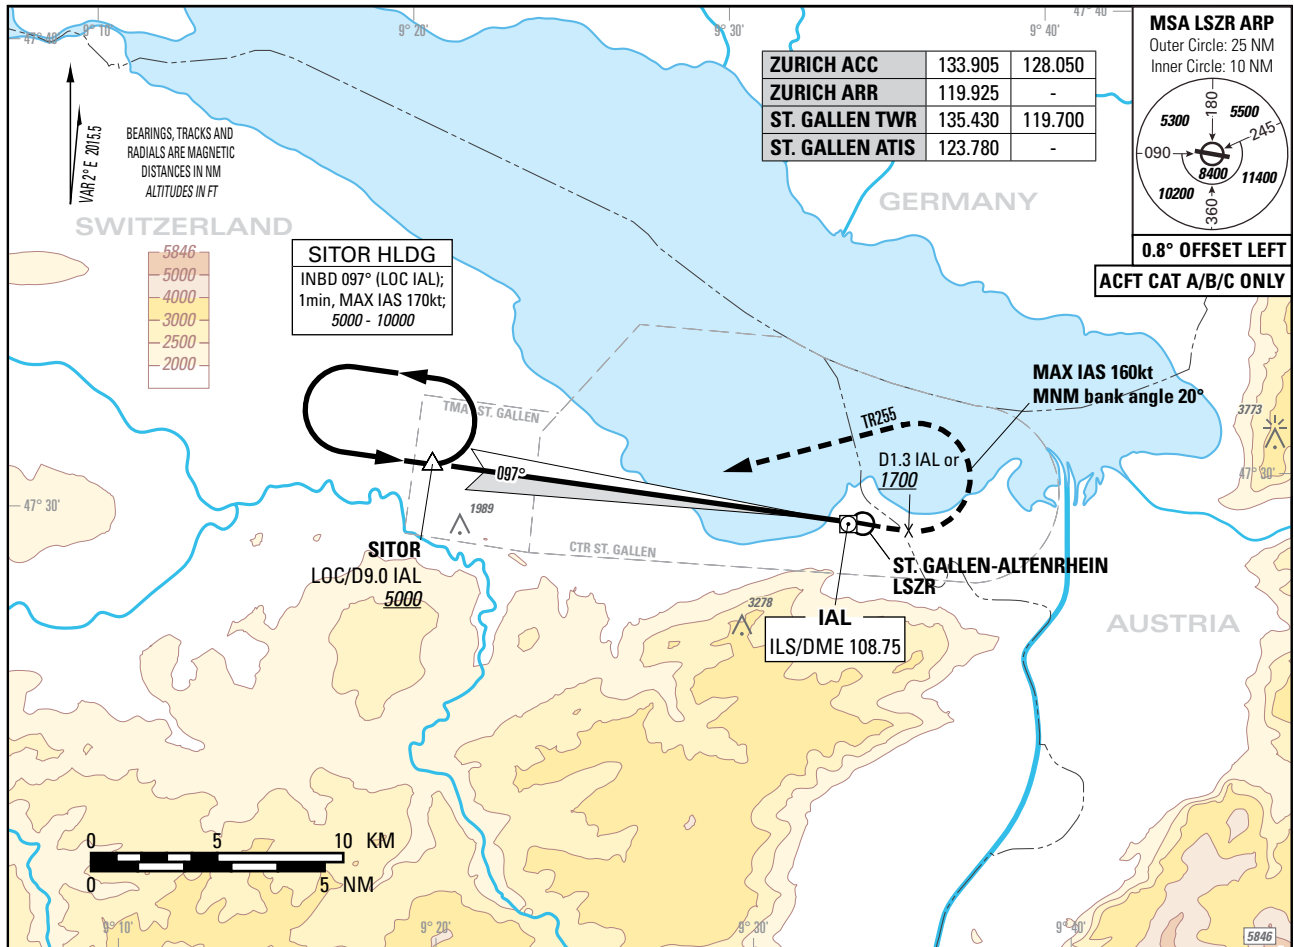 47° 40'
9° 10'
9° 20'
9° 30'
9° 40'
47° 40'
VAR 2° E 2015.5
BEARINGS, TRACKS AND
RADIALS ARE MAGNETIC
DISTANCES IN NM
ALTITUDES IN FT
ZURICH ACC 133.905 128.050
ZURICH ARR 119.925 -
ST. GALLEN TWR 135.430 119.700
ST. GALLEN ATIS 123.780 -
MSA LSZR ARP
Outer Circle: 25 NM
Inner Circle: 10 NM
180
5300
5500
245
090
8400
10200
11400
360
0.8° OFFSET LEFT
ACFT CAT A/B/C ONLY
SWITZERLAND
GERMANY
5846
5000
4000
3000
2500
2000
SITOR HLDG
INBD 097° (LOC IAL);
1min, MAX IAS 170kt;
5000 - 10000
MAX IAS 160kt
MNM bank angle 20°
TMA ST. GALLEN
TR255
3773
D1.3 IAL or
1700
097°
47° 30'
47° 30'
1989
SITOR
LOC/D9.0 IAL
5000
CTR ST. GALLEN
ST. GALLEN-ALTENRHEIN
LSZR
3278
IAL
ILS/DME 108.75
AUSTRIA
0 5 10 KM
0 5 NM
9° 10'
9° 20'
9° 30'
9° 40'
5846